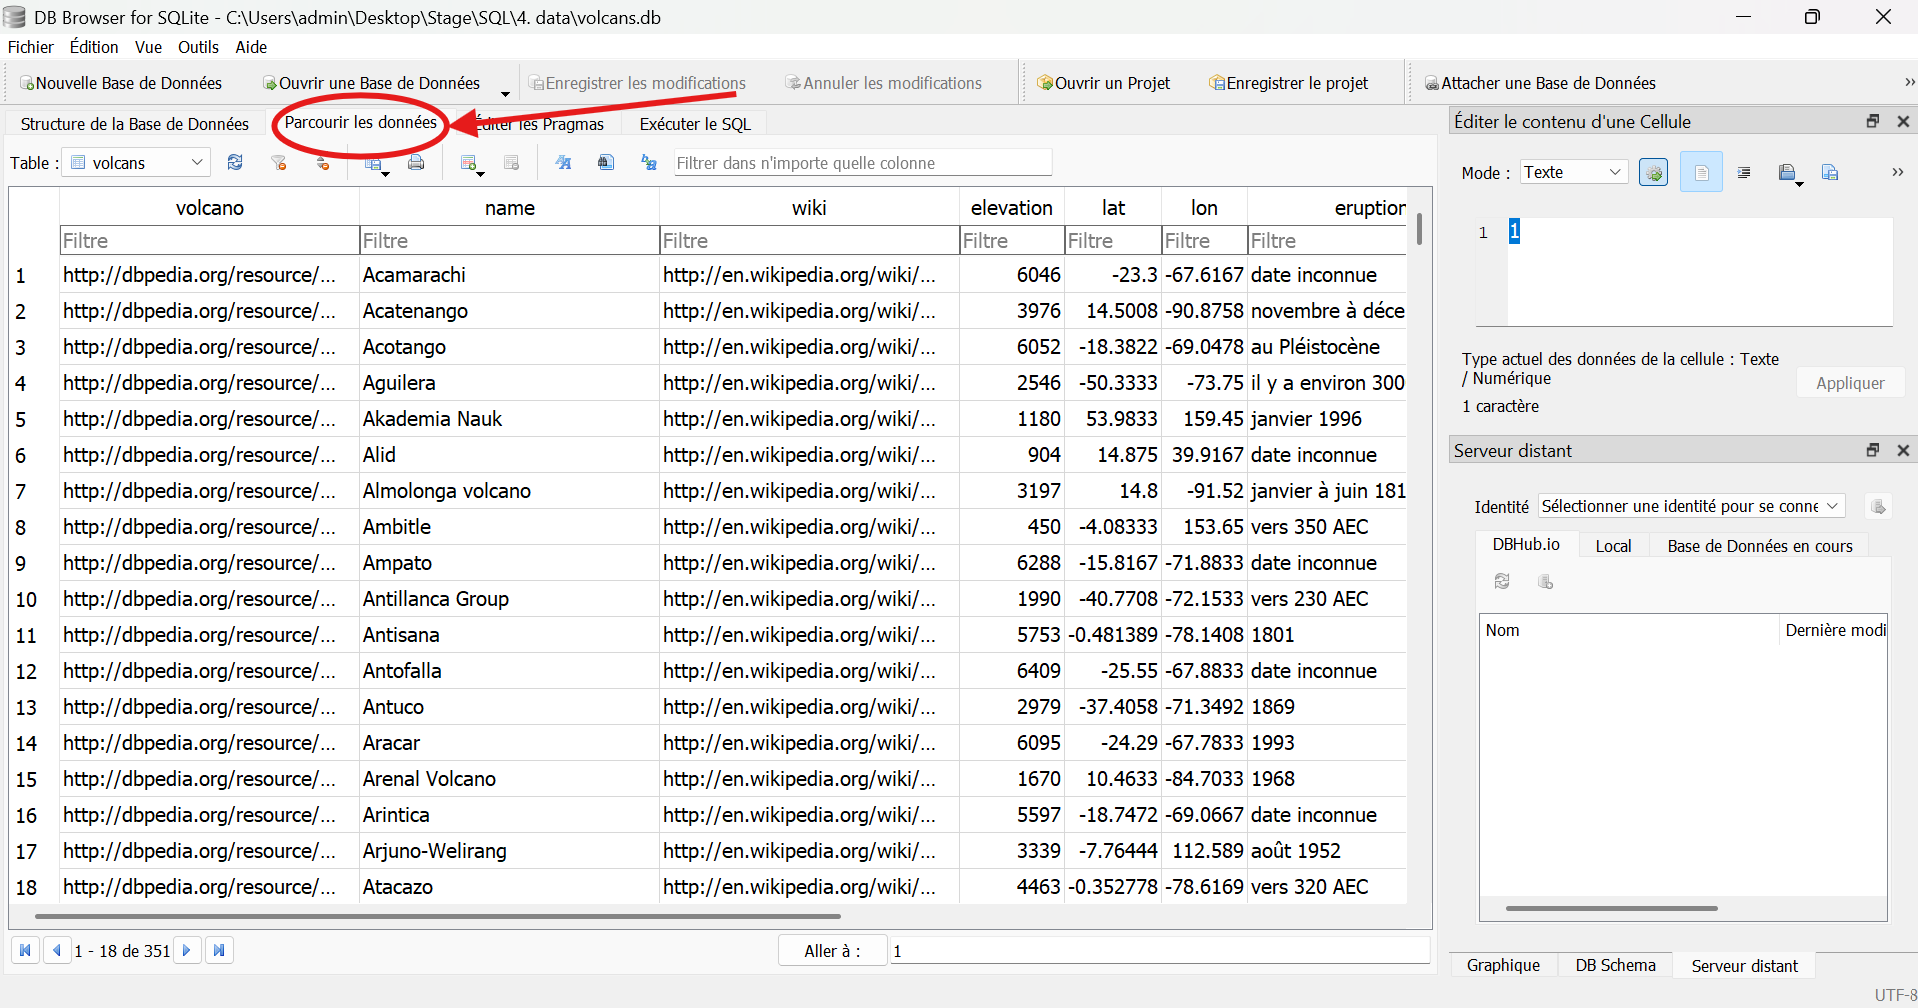 DB Browser for SQLite - C:\Users\admin\Desktop\Stage\SQL\4. data\volcans.db
Fichier Édition Vue Outils Aide
Nouvelle Base de Données Ouvrir une Base de Données Enregistrer les modifications Annuler les modifications Ouvrir un Projet Enregistrer le projet Attacher une Base de Données »
Structure de la Base de Données Parcourir les données Éditer les Pragmas Exécuter le SQL
Table : volcans Filtrer dans n'importe quelle colonne
volcano name wiki elevation lat lon eruption
Filtre Filtre Filtre Filtre Filtre Filtre Filtre
1 http://dbpedia.org/resource/... Acamarachi http://en.wikipedia.org/wiki/... 6046 -23.3 -67.6167 date inconnue
2 http://dbpedia.org/resource/... Acatenango http://en.wikipedia.org/wiki/... 3976 14.5008 -90.8758 novembre à déce
3 http://dbpedia.org/resource/... Acotango http://en.wikipedia.org/wiki/... 6052 -18.3822 -69.0478 au Pléistocène
4 http://dbpedia.org/resource/... Aguilera http://en.wikipedia.org/wiki/... 2546 -50.3333 -73.75 il y a environ 300
5 http://dbpedia.org/resource/... Akademia Nauk http://en.wikipedia.org/wiki/... 1180 53.9833 159.45 janvier 1996
6 http://dbpedia.org/resource/... Alid http://en.wikipedia.org/wiki/... 904 14.875 39.9167 date inconnue
7 http://dbpedia.org/resource/... Almolonga volcano http://en.wikipedia.org/wiki/... 3197 14.8 -91.52 janvier à juin 181
8 http://dbpedia.org/resource/... Ambitle http://en.wikipedia.org/wiki/... 450 -4.08333 153.65 vers 350 AEC
9 http://dbpedia.org/resource/... Ampato http://en.wikipedia.org/wiki/... 6288 -15.8167 -71.8833 date inconnue
10 http://dbpedia.org/resource/... Antillanca Group http://en.wikipedia.org/wiki/... 1990 -40.7708 -72.1533 vers 230 AEC
11 http://dbpedia.org/resource/... Antisana http://en.wikipedia.org/wiki/... 5753 -0.481389 -78.1408 1801
12 http://dbpedia.org/resource/... Antofalla http://en.wikipedia.org/wiki/... 6409 -25.55 -67.8833 date inconnue
13 http://dbpedia.org/resource/... Antuco http://en.wikipedia.org/wiki/... 2979 -37.4058 -71.3492 1869
14 http://dbpedia.org/resource/... Aracar http://en.wikipedia.org/wiki/... 6095 -24.29 -67.7833 1993
15 http://dbpedia.org/resource/... Arenal Volcano http://en.wikipedia.org/wiki/... 1670 10.4633 -84.7033 1968
16 http://dbpedia.org/resource/... Arintica http://en.wikipedia.org/wiki/... 5597 -18.7472 -69.0667 date inconnue
17 http://dbpedia.org/resource/... Arjuno-Welirang http://en.wikipedia.org/wiki/... 3339 -7.76444 112.589 août 1952
18 http://dbpedia.org/resource/... Atacazo http://en.wikipedia.org/wiki/... 4463 -0.352778 -78.6169 vers 320 AEC
1 - 18 de 351 Aller à : 1
Éditer le contenu d'une Cellule
Mode : Texte »
1 1
Type actuel des données de la cellule : Texte
/ Numérique
Appliquer
1 caractère
Serveur distant
Identité Sélectionner une identité pour se conne
DBHub.io Local Base de Données en cours
Nom Dernière modi
Graphique DB Schema Serveur distant
UTF-8